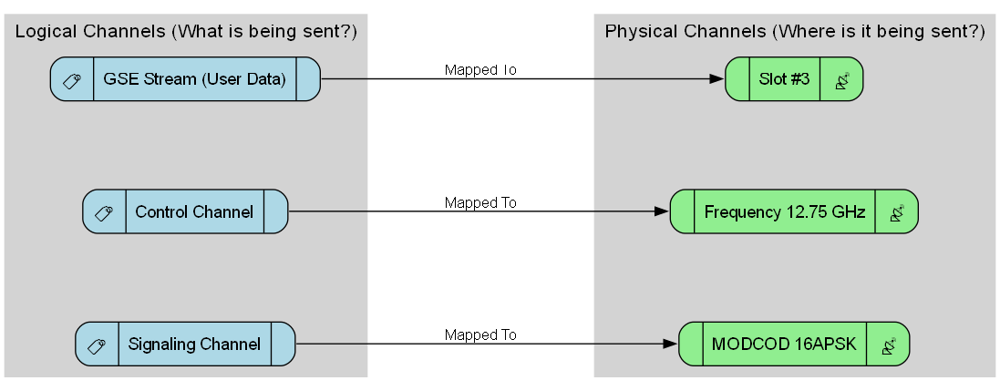 Logical Channels (What is being sent?)
Physical Channels (Where is it being sent?)
GSE Stream (User Data)
Mapped To
Slot #3
Control Channel
Mapped To
Frequency 12.75 GHz
Signaling Channel
Mapped To
MODCOD 16APSK